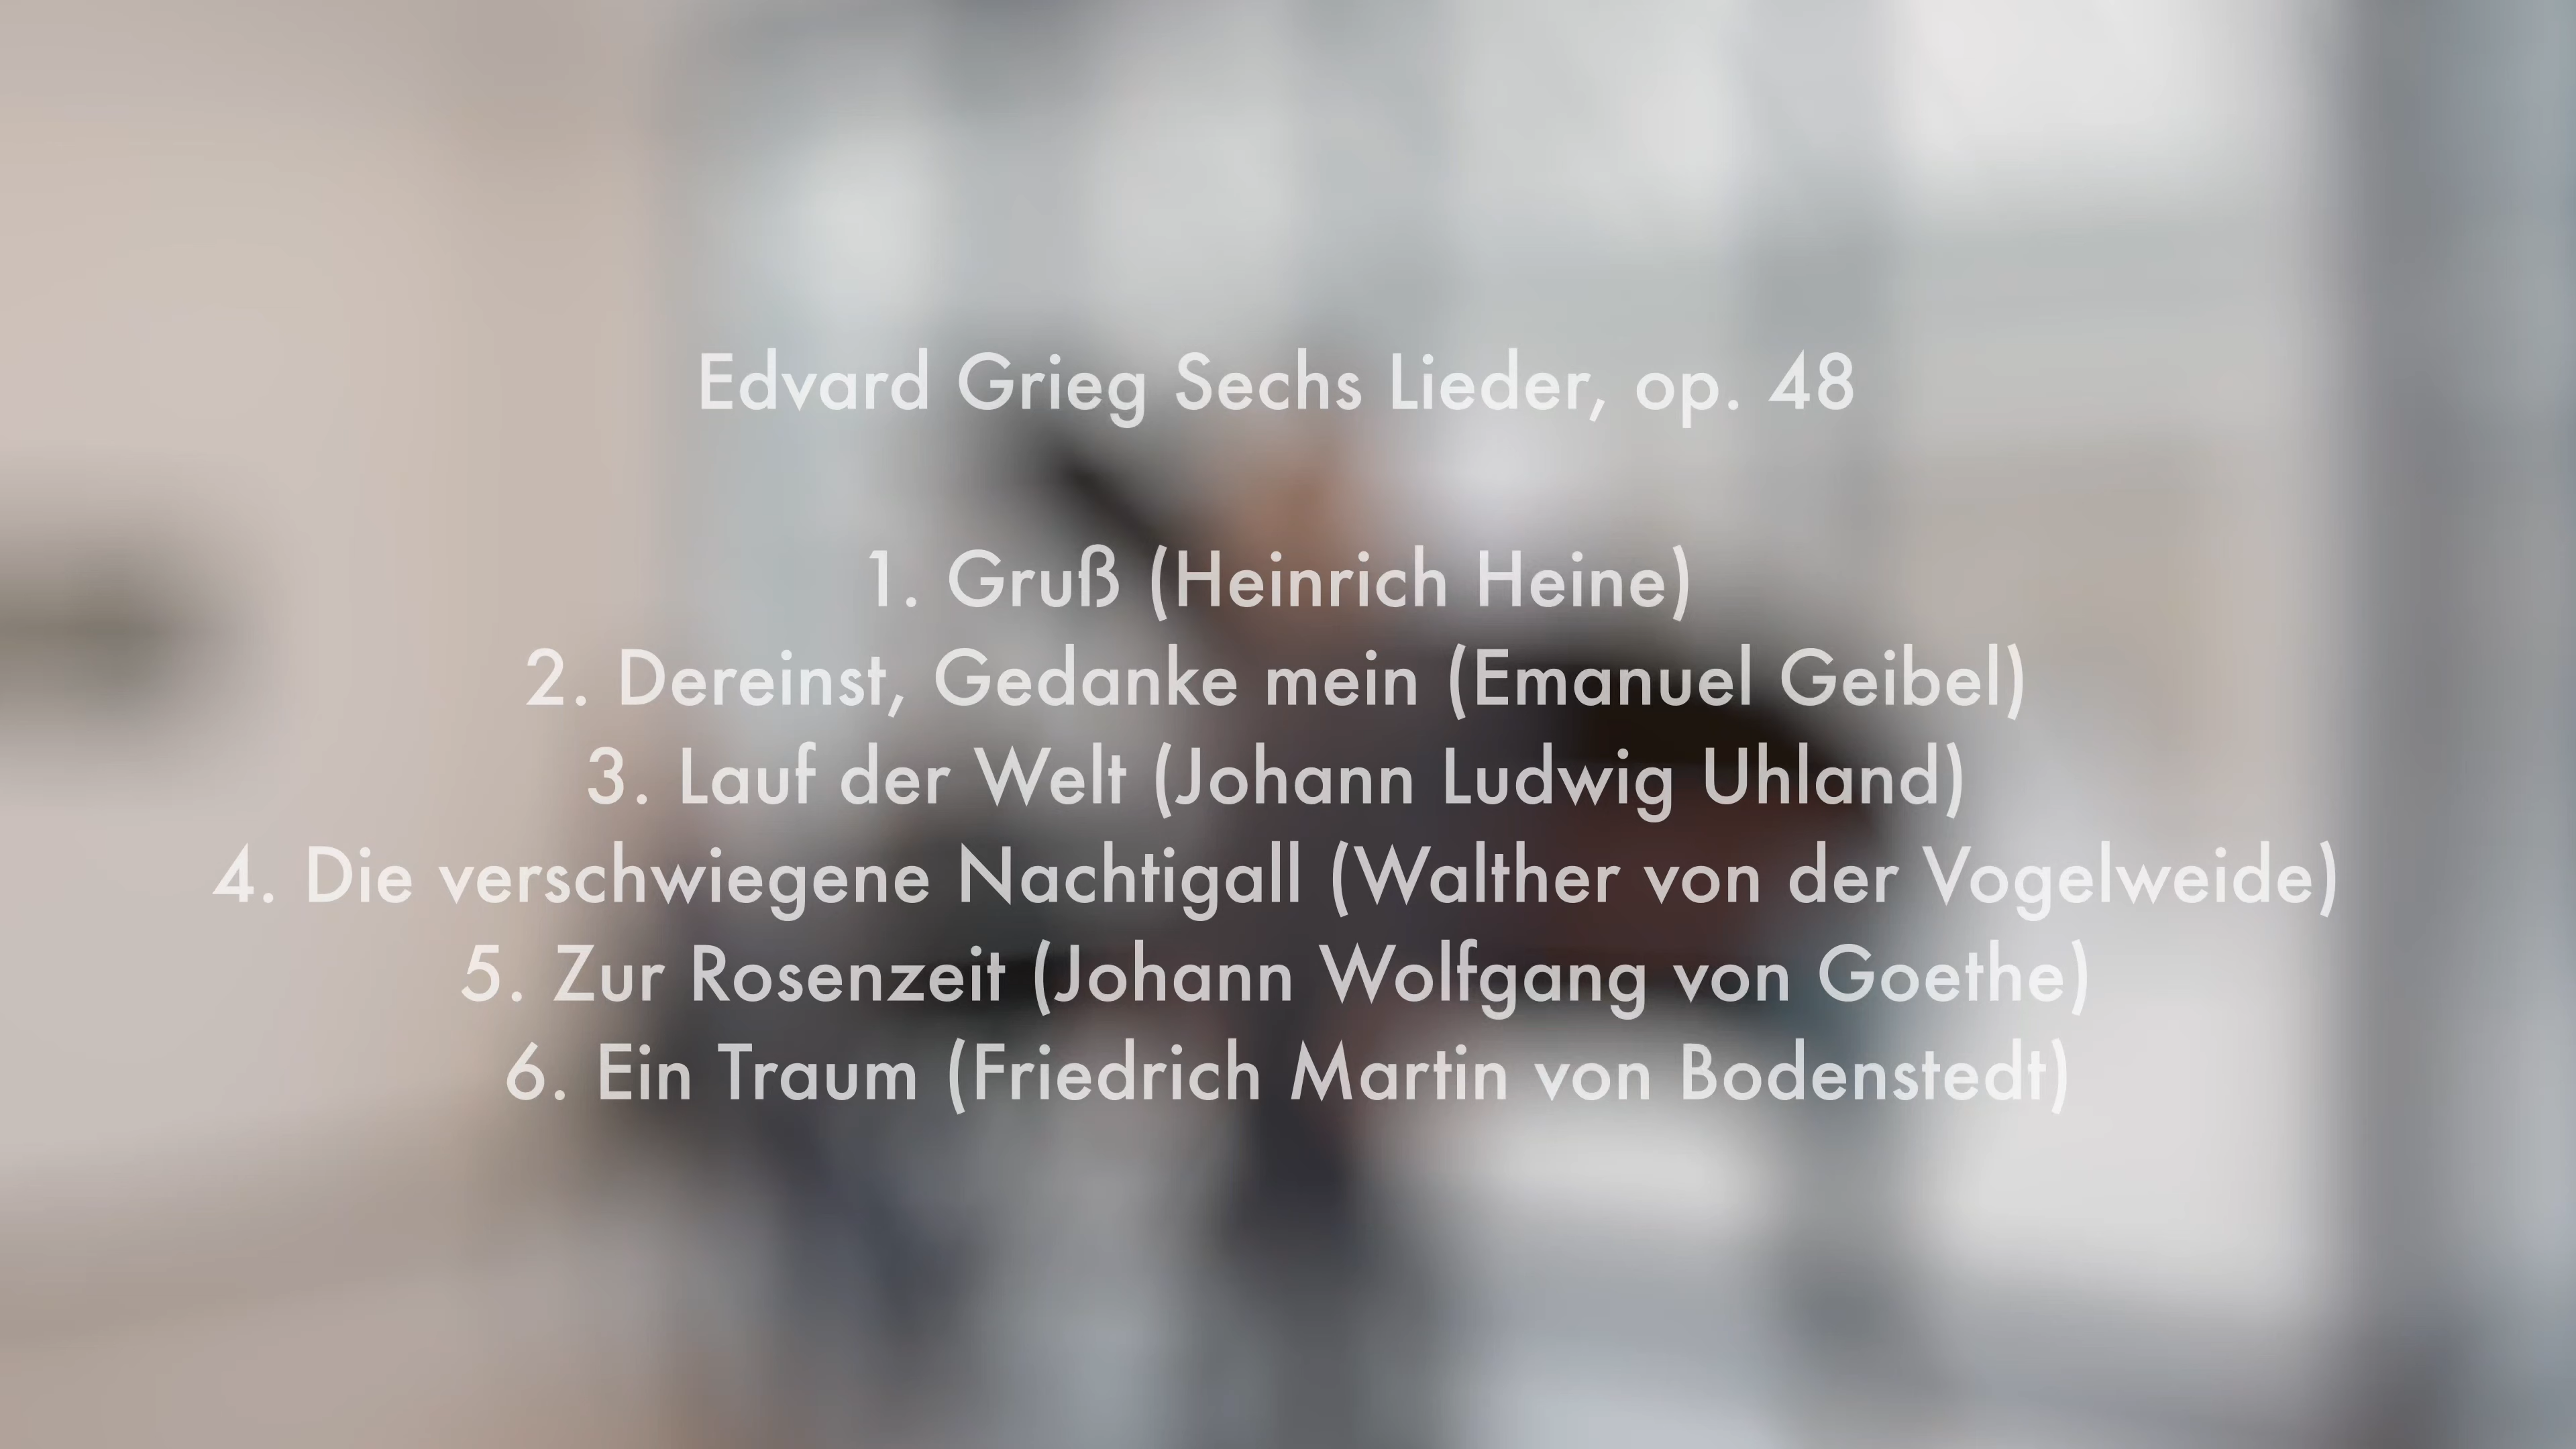 Edvard Grieg Sechs Lieder, op. 48
1. Gruß (Heinrich Heine)
2. Dereinst, Gedanke mein (Emanuel Geibel)
3. Lauf der Welt (Johann Ludwig Uhland)
4. Die verschwiegene Nachtigall (Walther von der Vogelweide)
5. Zur Rosenzeit (Johann Wolfgang von Goethe)
6. Ein Traum (Friedrich Martin von Bodenstedt)